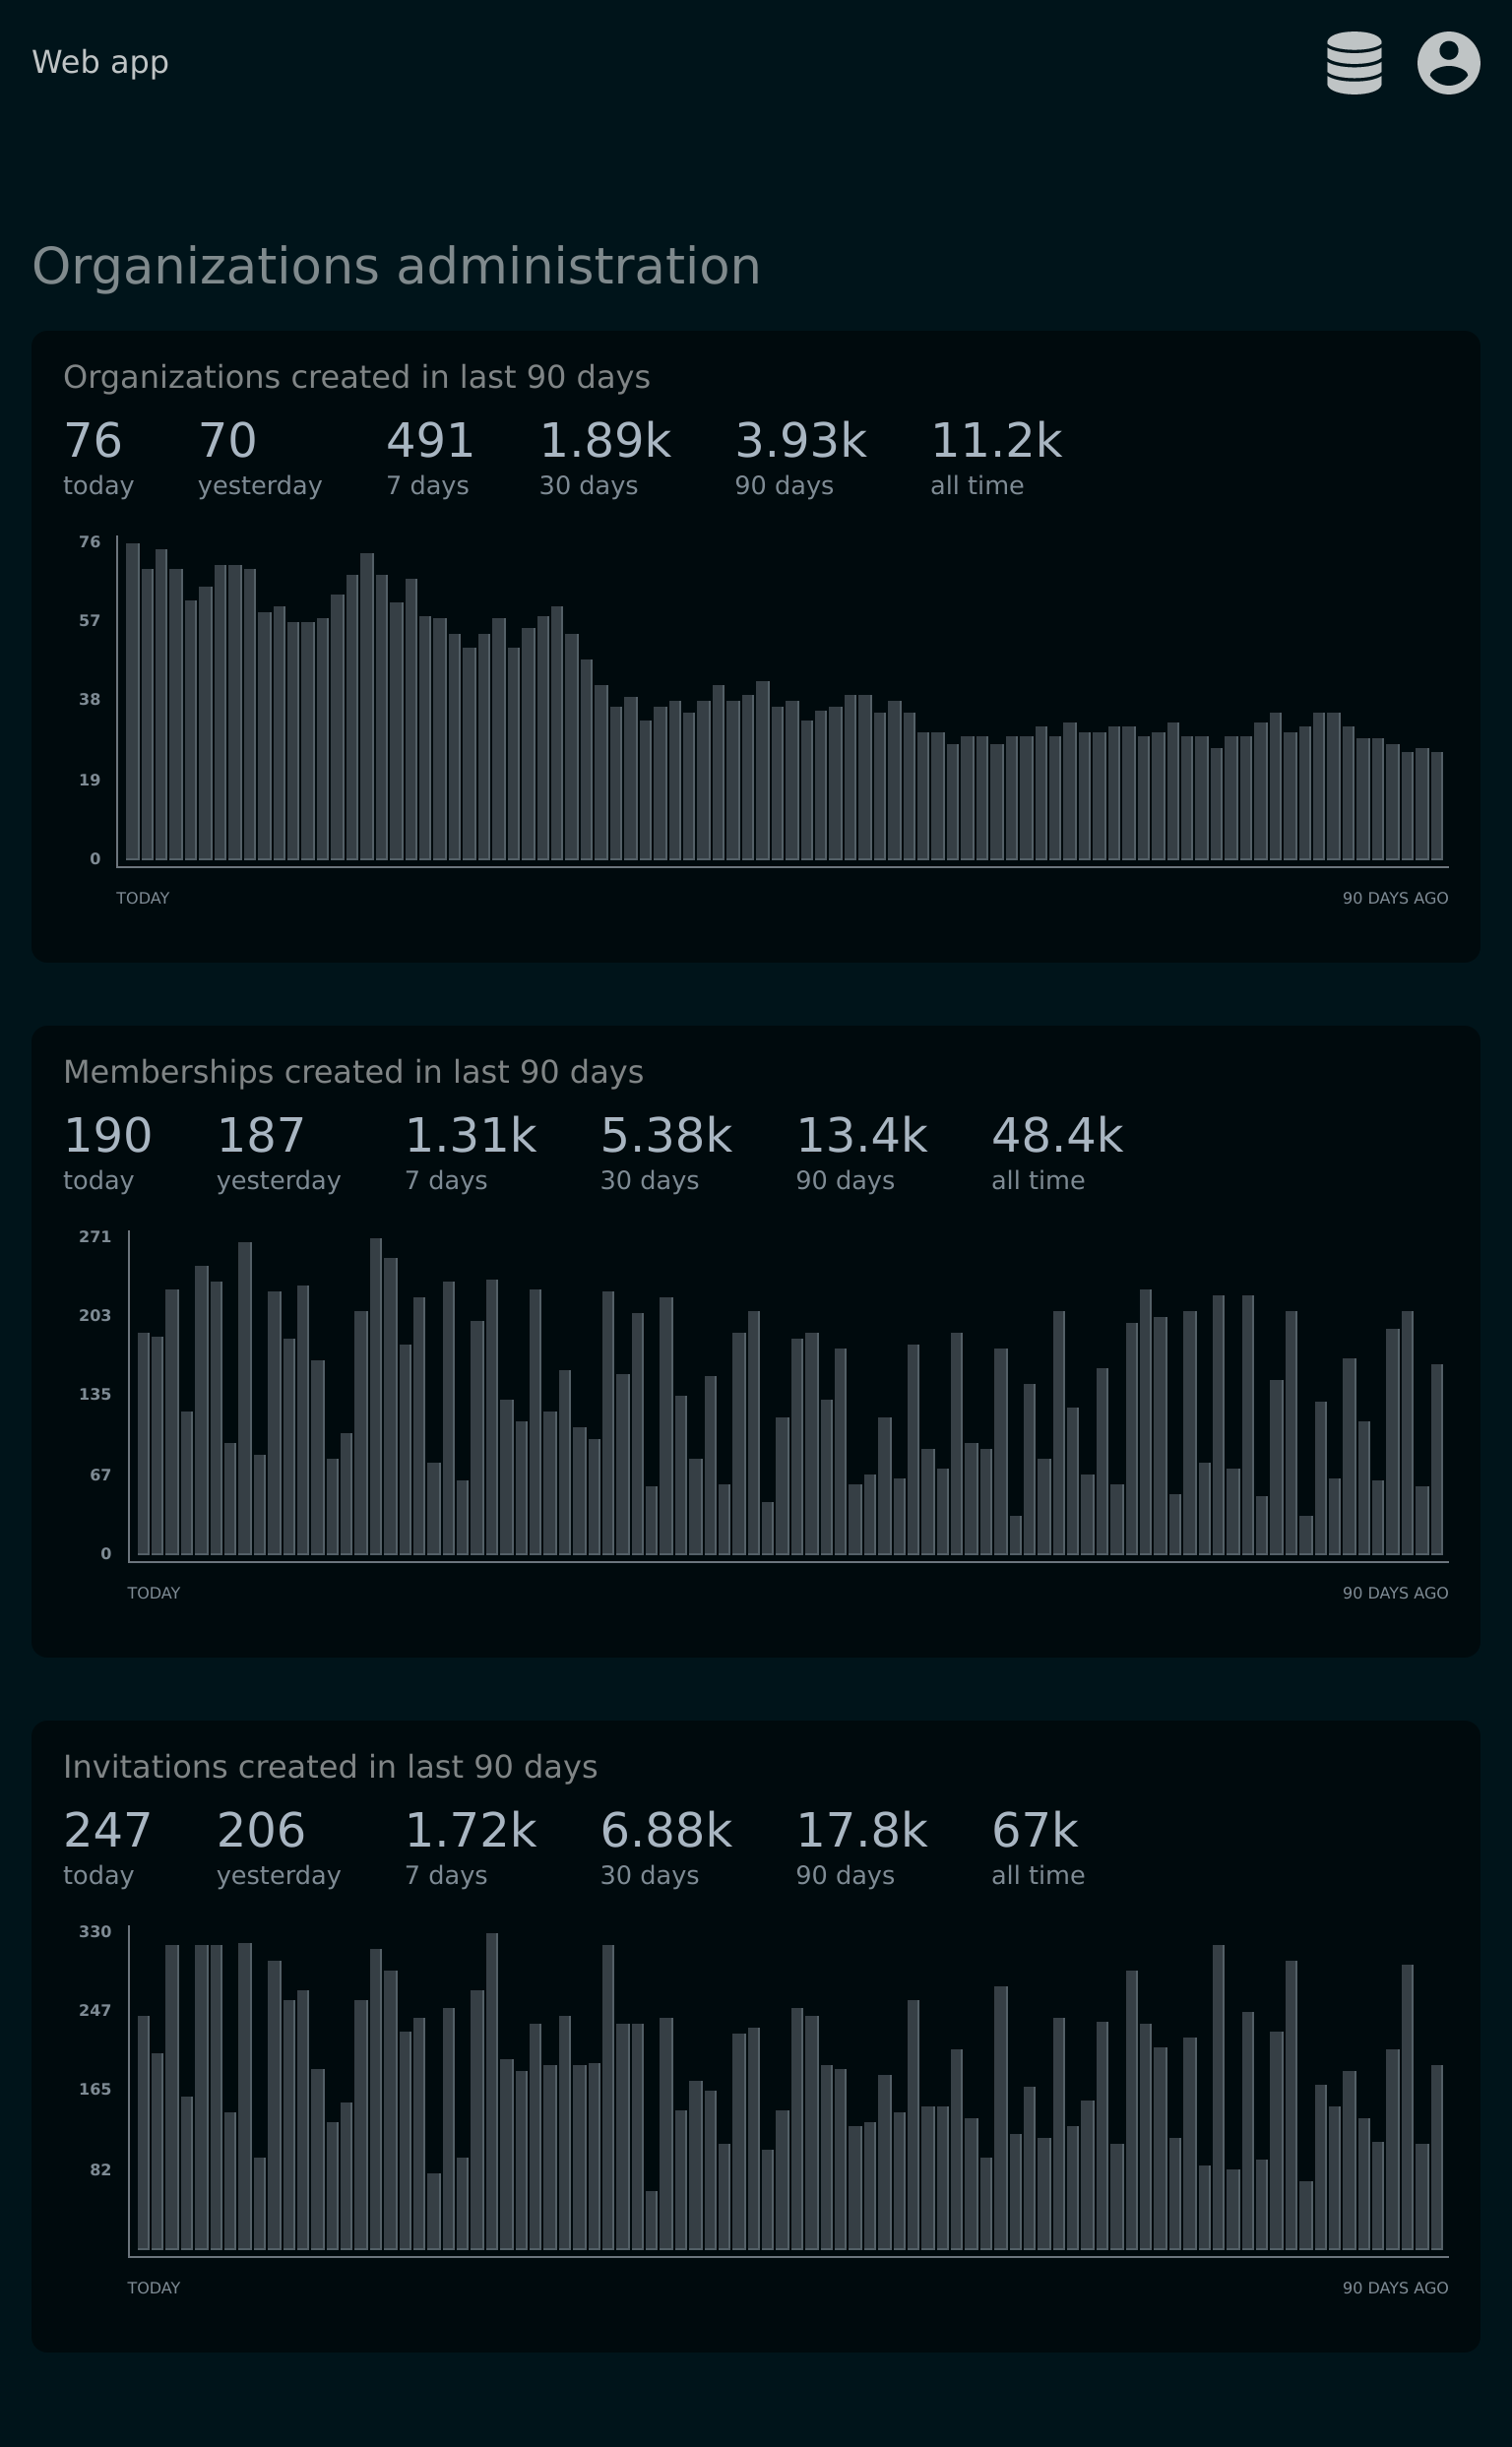 Web app
Organizations administration
Organizations created in last 90 days
76 70 491 1.89k 3.93k 11.2k
today yesterday 7 days 30 days 90 days all time
76
57
38
19
0
TODAY 90 DAYS AGO
Memberships created in last 90 days
190 187 1.31k 5.38k 13.4k 48.4k
today yesterday 7 days 30 days 90 days all time
271
203
135
67
0
TODAY 90 DAYS AGO
Invitations created in last 90 days
247 206 1.72k 6.88k 17.8k 67k
today yesterday 7 days 30 days 90 days all time
330
247
165
82
TODAY 90 DAYS AGO